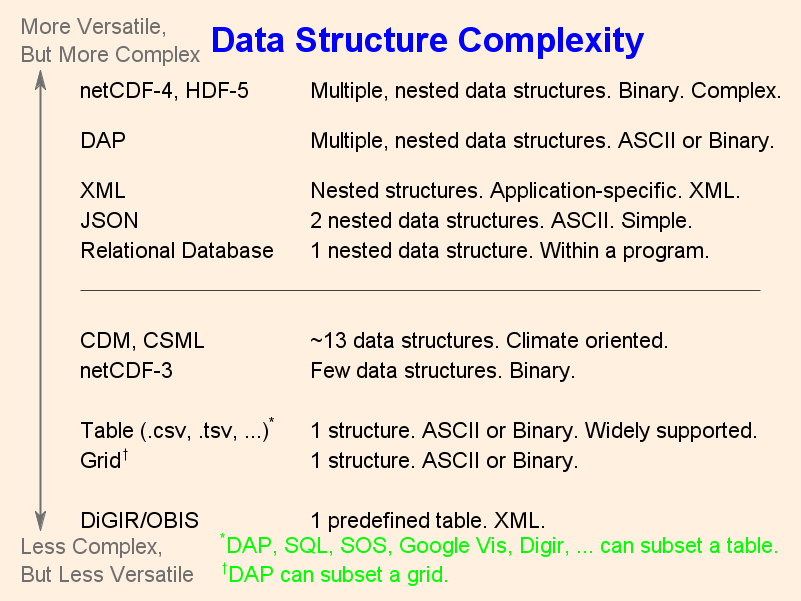 More Versatile,
But More Complex
Data Structure Complexity
netCDF-4, HDF-5 Multiple, nested data structures. Binary. Complex.
DAP Multiple, nested data structures. ASCII or Binary.
XML Nested structures. Application-specific. XML.
JSON 2 nested data structures. ASCII. Simple.
Relational Database 1 nested data structure. Within a program.
CDM, CSML ~13 data structures. Climate oriented.
netCDF-3 Few data structures. Binary.
Table (.csv, .tsv, ...)* 1 structure. ASCII or Binary. Widely supported.
Grid† 1 structure. ASCII or Binary.
DiGIR/OBIS 1 predefined table. XML.
Less Complex,
But Less Versatile
*DAP, SQL, SOS, Google Vis, Digir, ... can subset a table.
†DAP can subset a grid.